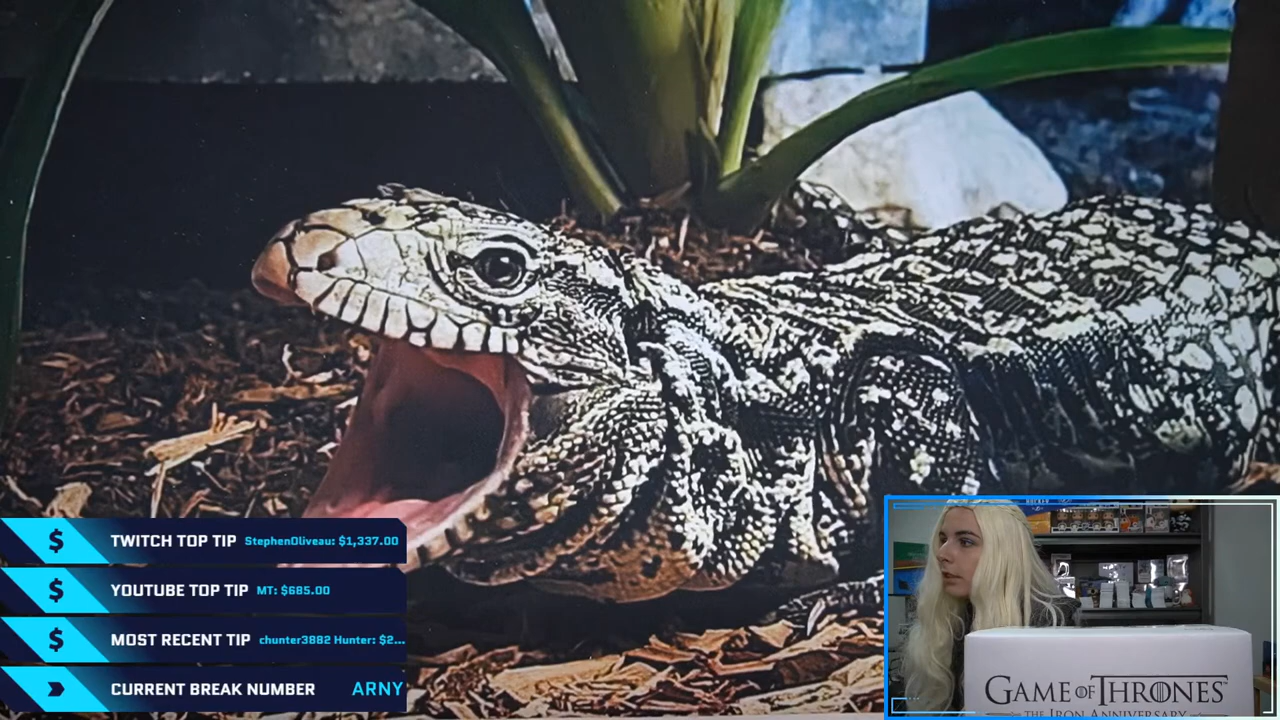 $ TWITCH TOP TIP StephenOliveau: $1,337.00
$ YOUTUBE TOP TIP MT: $685.00
$ MOST RECENT TIP chunter3882 Hunter: $2...
CURRENT BREAK NUMBER ARNY
GAME OF THRONES
THE IRON ANNIVERSARY